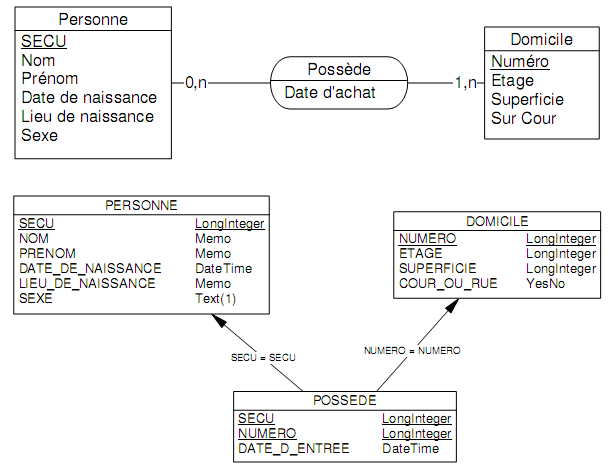 Personne
SECU
Nom
Prénom
Date de naissance
Lieu de naissance
Sexe
0,n
Possède
Date d'achat
1,n
Domicile
Numéro
Etage
Superficie
Sur Cour
PERSONNE
SECU LongInteger
NOM Memo
PRENOM Memo
DATE_DE_NAISSANCE DateTime
LIEU_DE_NAISSANCE Memo
SEXE Text(1)
DOMICILE
NUMERO LongInteger
ETAGE LongInteger
SUPERFICIE LongInteger
COUR_OU_RUE YesNo
SECU = SECU
NUMERO = NUMERO
POSSEDE
SECU LongInteger
NUMERO LongInteger
DATE_D_ENTREE DateTime